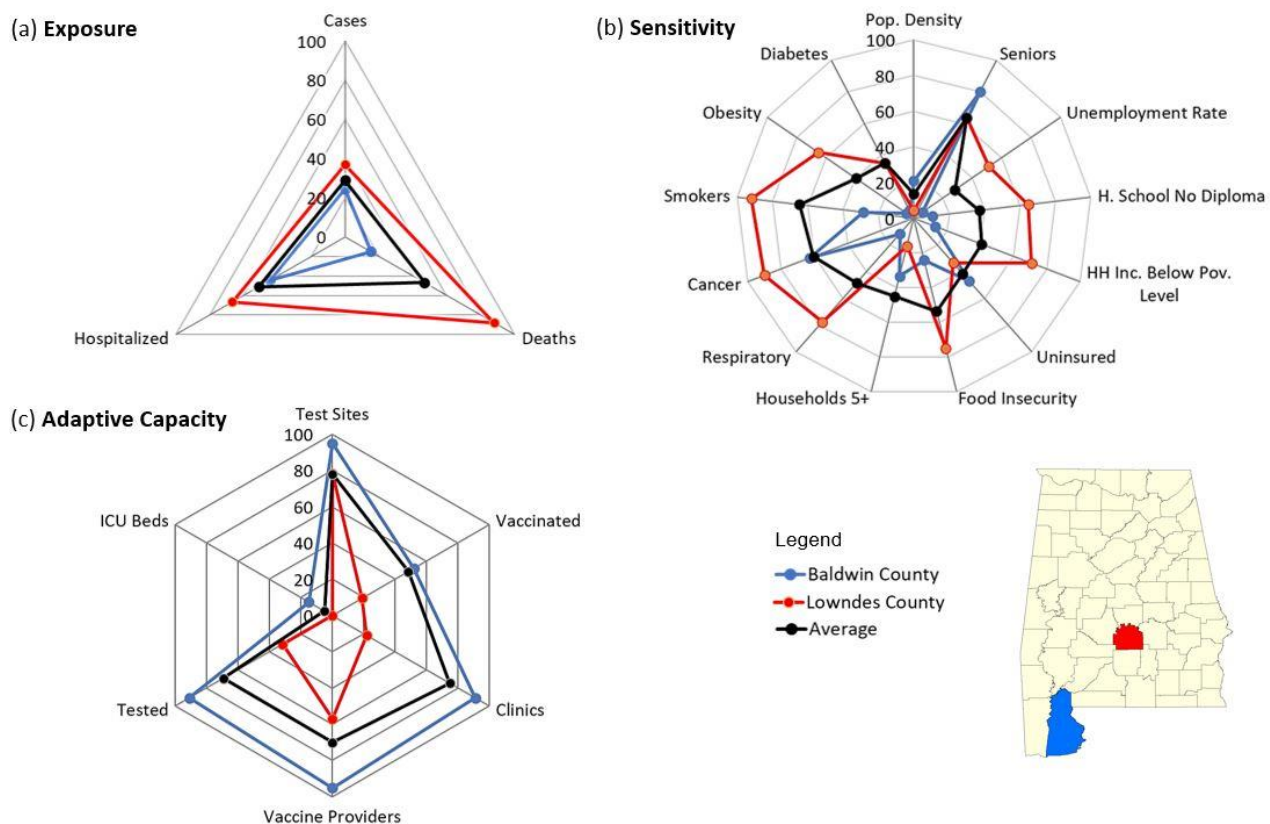 (a) Exposure
Cases
100
80
60
40
20
0
Hospitalized
Deaths
(b) Sensitivity
Pop. Density
100
80
60
40
20
0
Seniors
Unemployment Rate
H. School No Diploma
HH Inc. Below Pov.
Level
Uninsured
Food Insecurity
Households 5+
Respiratory
Cancer
Smokers
Obesity
Diabetes
(c) Adaptive Capacity
Test Sites
100
80
60
40
20
0
Vaccinated
Clinics
Vaccine Providers
Tested
ICU Beds
Legend
Baldwin County
Lowndes County
Average